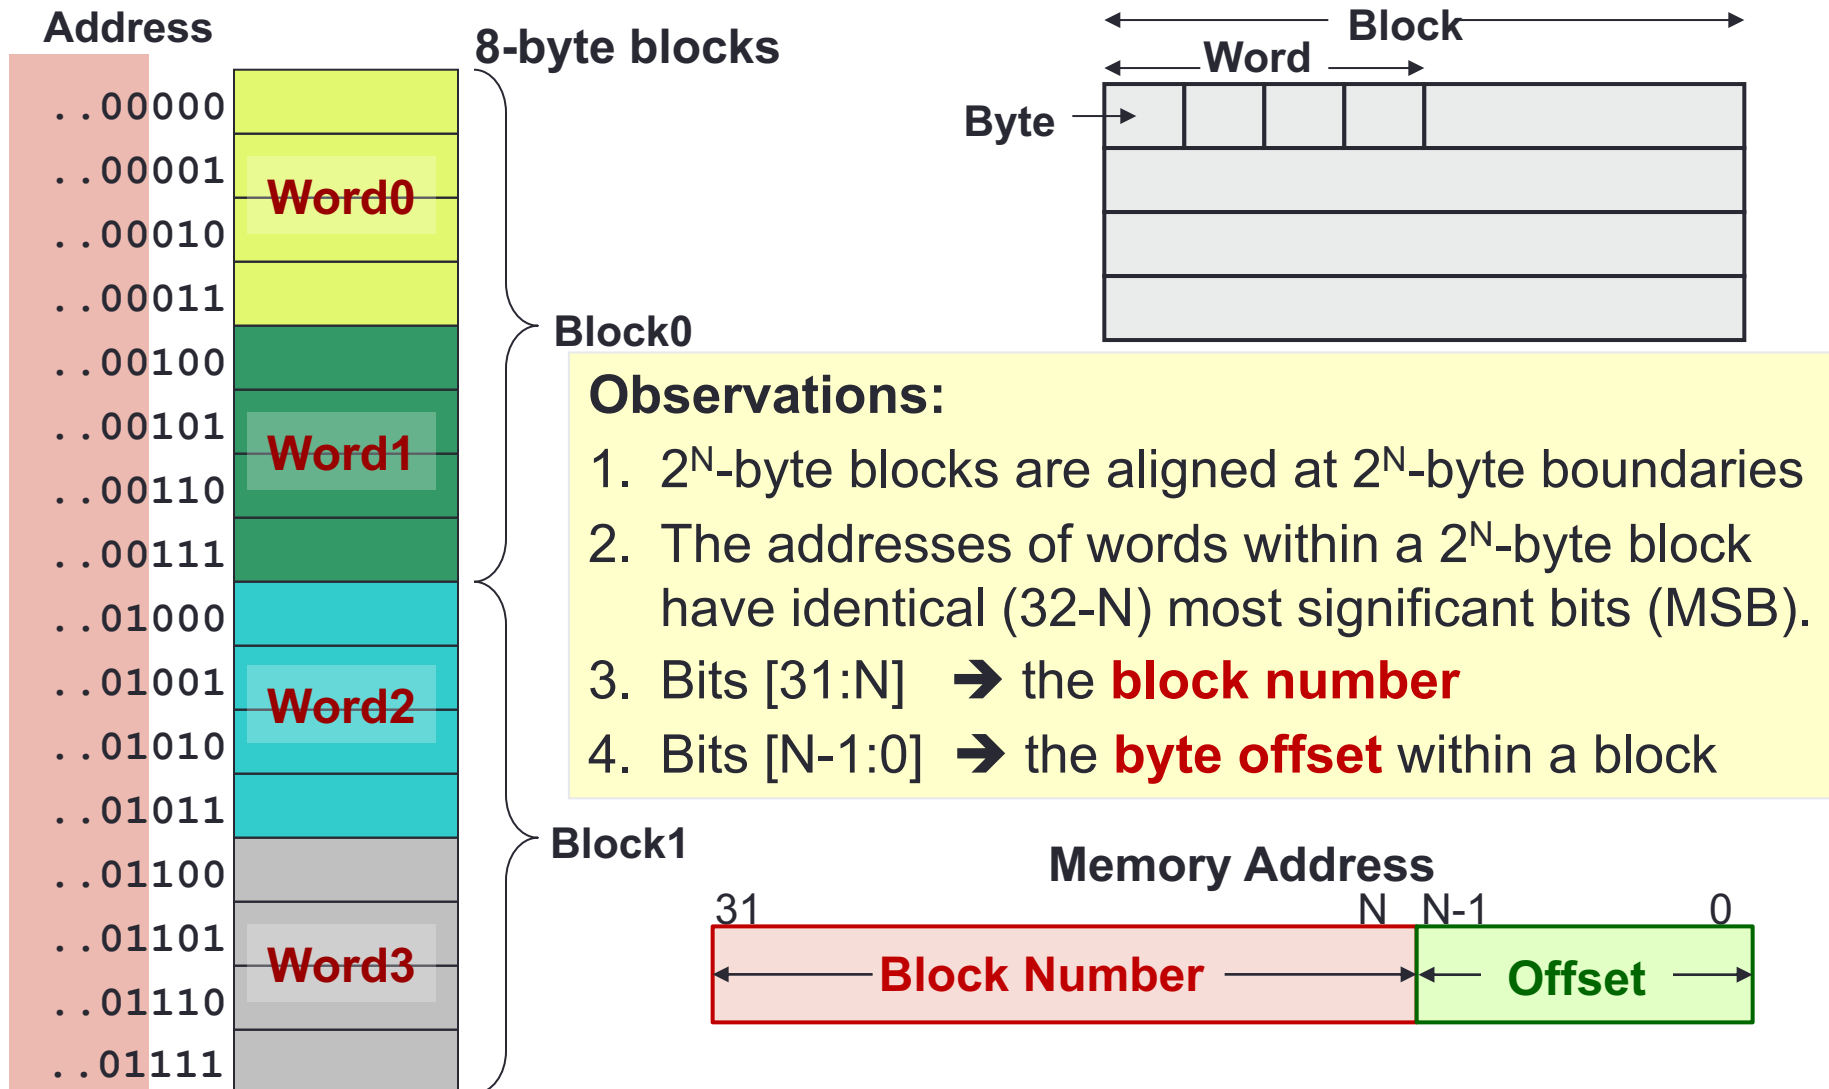 Address
8-byte blocks
..00000
..00001
..00010
..00011
..00100
..00101
..00110
..00111
..01000
..01001
..01010
..01011
..01100
..01101
..01110
..01111
Word0
Word1
Word2
Word3
Block0
Block1
Block
Word
Byte
Observations:
1. 2^N-byte blocks are aligned at 2^N-byte boundaries
2. The addresses of words within a 2^N-byte block
have identical (32-N) most significant bits (MSB).
3. Bits [31:N] ➔ the block number
4. Bits [N-1:0] ➔ the byte offset within a block
Memory Address
31 N N-1 0
Block Number Offset